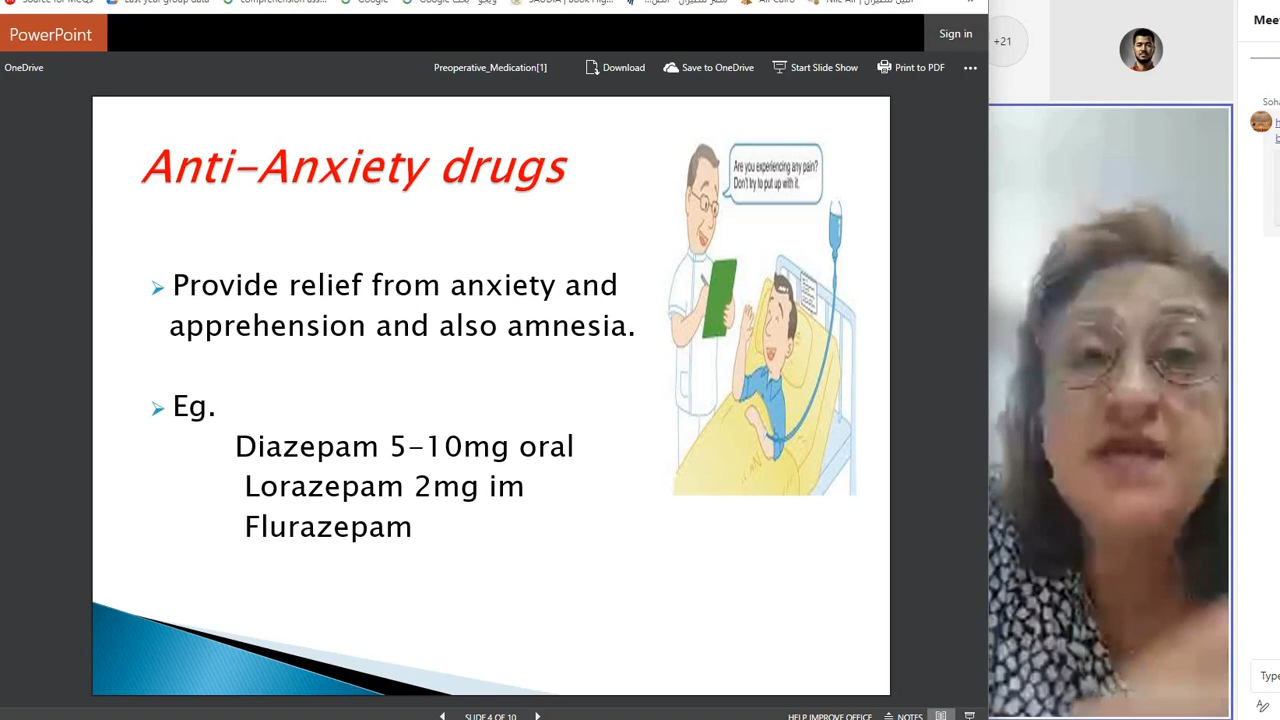 PowerPoint
Sign in
+21
Mee
OneDrive
Preoperative_Medication[1]
Download
Save to OneDrive
Start Slide Show
Print to PDF
Soha
Anti-Anxiety drugs
Are you experiencing any pain?
Don't try to put up with it.
Provide relief from anxiety and
apprehension and also amnesia.
Eg.
Diazepam 5-10mg oral
Lorazepam 2mg im
Flurazepam
Type
SLIDE 4 OF 10
HELP IMPROVE OFFICE
NOTES